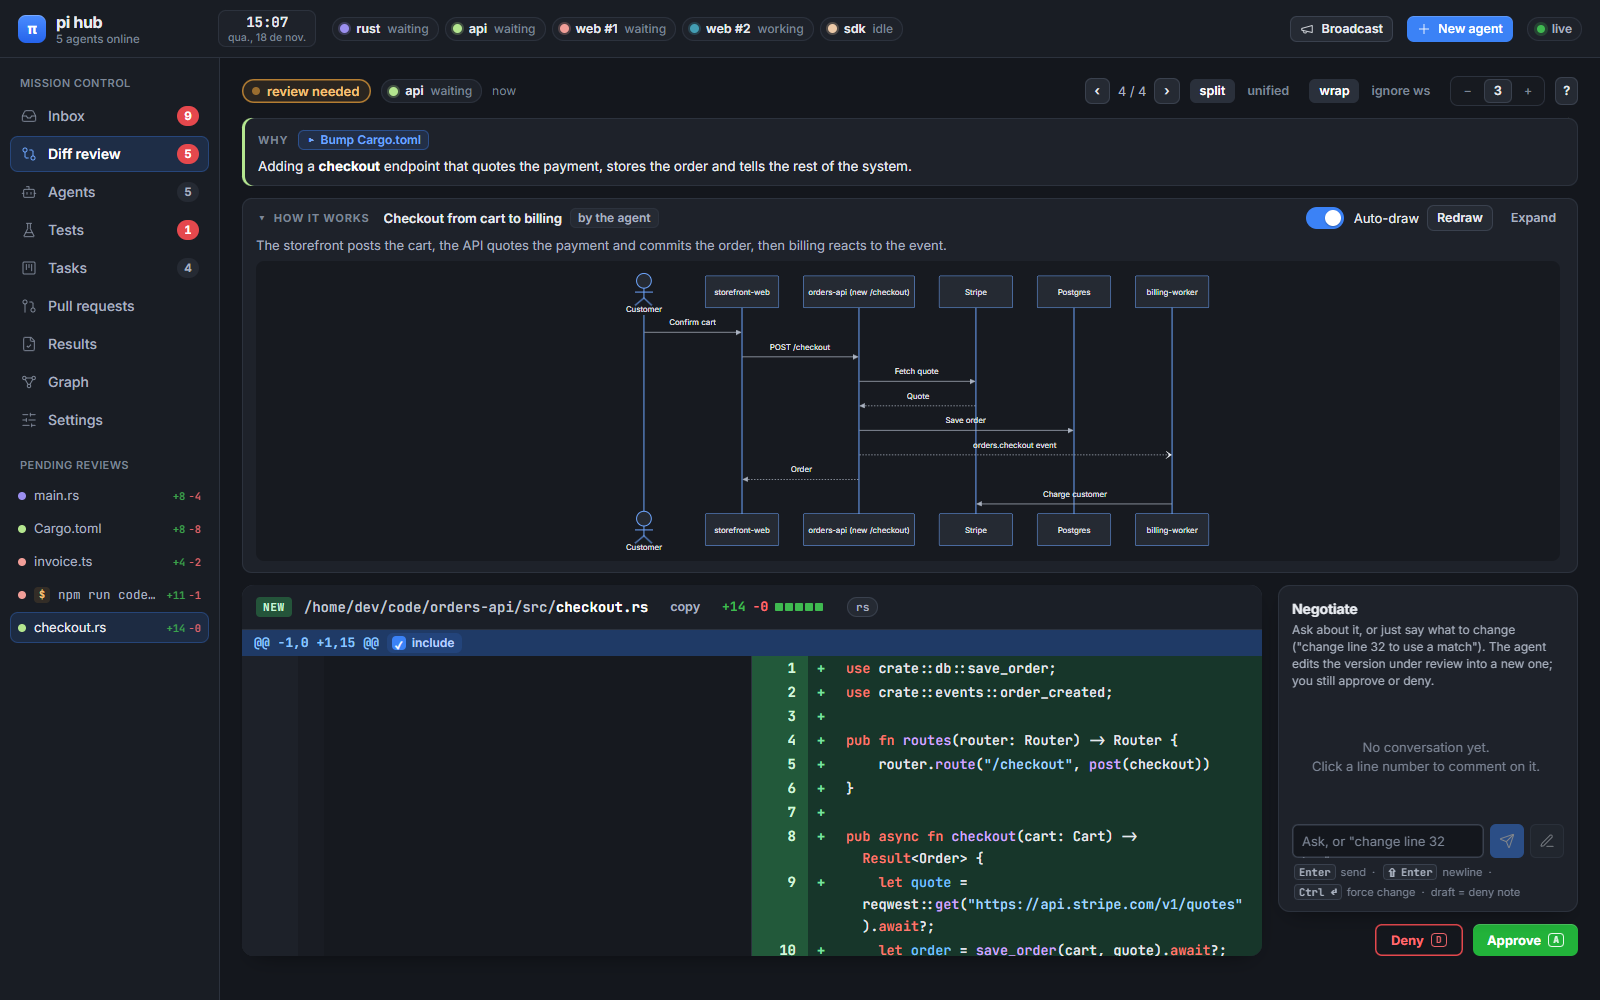 π
pi hub
5 agents online
15:07
qua., 18 de nov.
rust waiting
api waiting
web #1 waiting
web #2 working
sdk idle
Broadcast
+ New agent
live
MISSION CONTROL
Inbox 9
Diff review 5
Agents 5
Tests 1
Tasks 4
Pull requests
Results
Graph
Settings
PENDING REVIEWS
main.rs +8 -4
Cargo.toml +8 -8
invoice.ts +4 -2
$ npm run code… +11 -1
checkout.rs +14 -0
review needed
api waiting now
‹ 4 / 4 ›
split unified
wrap ignore ws
− 3 +
?
WHY ▸ Bump Cargo.toml
Adding a checkout endpoint that quotes the payment, stores the order and tells the rest of the system.
▾ HOW IT WORKS Checkout from cart to billing by the agent
Auto-draw Redraw Expand
The storefront posts the cart, the API quotes the payment and commits the order, then billing reacts to the event.
Customer storefront-web orders-api (new /checkout) Stripe Postgres billing-worker
Confirm cart
POST /checkout
Fetch quote
Quote
Save order
orders.checkout event
Order
Charge customer
Customer storefront-web orders-api (new /checkout) Stripe Postgres billing-worker
NEW /home/dev/code/orders-api/src/checkout.rs copy +14 -0 rs
@@ -1,0 +1,15 @@ include
1 + use crate::db::save_order;
2 + use crate::events::order_created;
3 +
4 + pub fn routes(router: Router) -> Router {
5 + router.route("/checkout", post(checkout))
6 + }
7 +
8 + pub async fn checkout(cart: Cart) ->
Result<Order> {
9 + let quote =
reqwest::get("https://api.stripe.com/v1/quotes"
).await?;
10 + let order = save_order(cart, quote).await?;
Negotiate
Ask about it, or just say what to change
("change line 32 to use a match"). The agent
edits the version under review into a new one;
you still approve or deny.
No conversation yet.
Click a line number to comment on it.
Ask, or "change line 32
Enter send · ⇧ Enter newline ·
Ctrl ↵ force change · draft = deny note
Deny D
Approve A